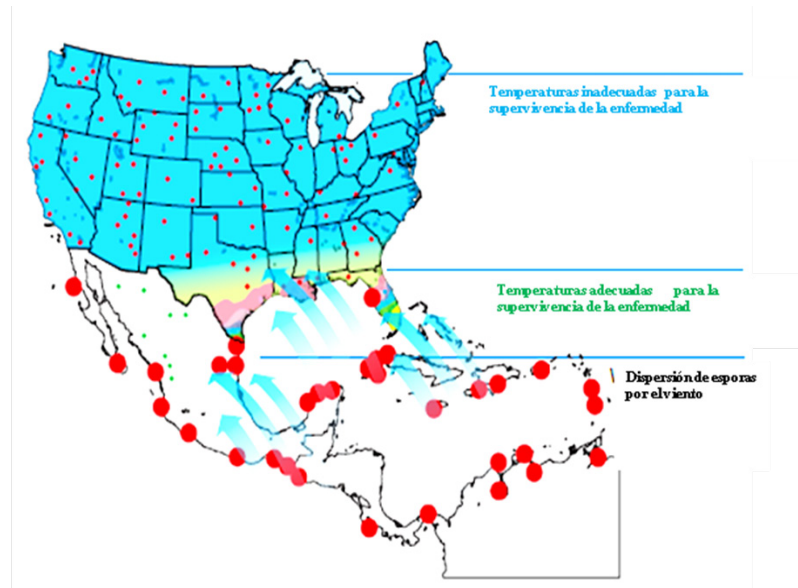 Temperaturas inadecuadas para la
supervivencia de la enfermedad
Temperaturas adecuadas para la
supervivencia de la enfermedad
Dispersión de esporas
por el viento